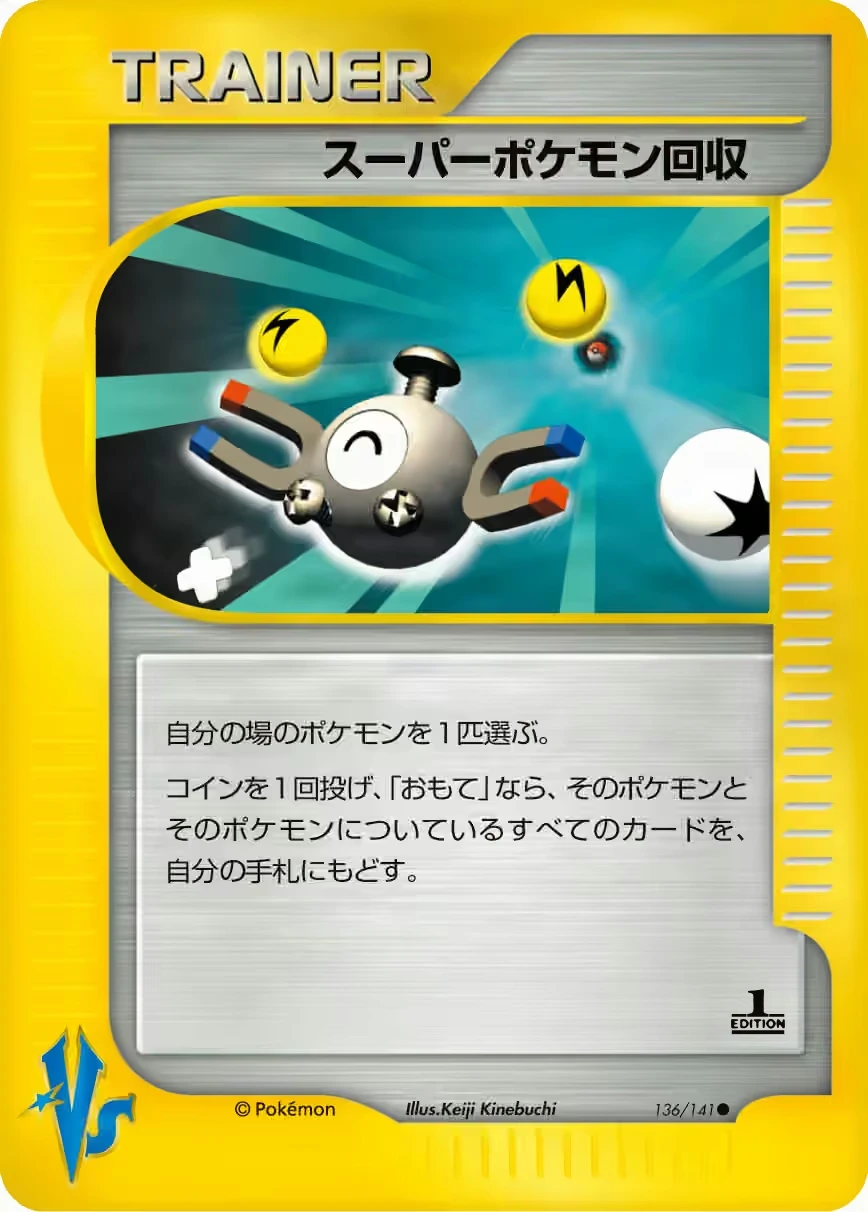 TRAINER
スーパーポケモン回収
自分の場のポケモンを1匹選ぶ。
コインを1回投げ、「おもて」なら、そのポケモンと
そのポケモンについているすべてのカードを、
自分の手札にもどす。
1
EDITION
VS
© Pokémon
Illus.Keiji Kinebuchi
136/141●